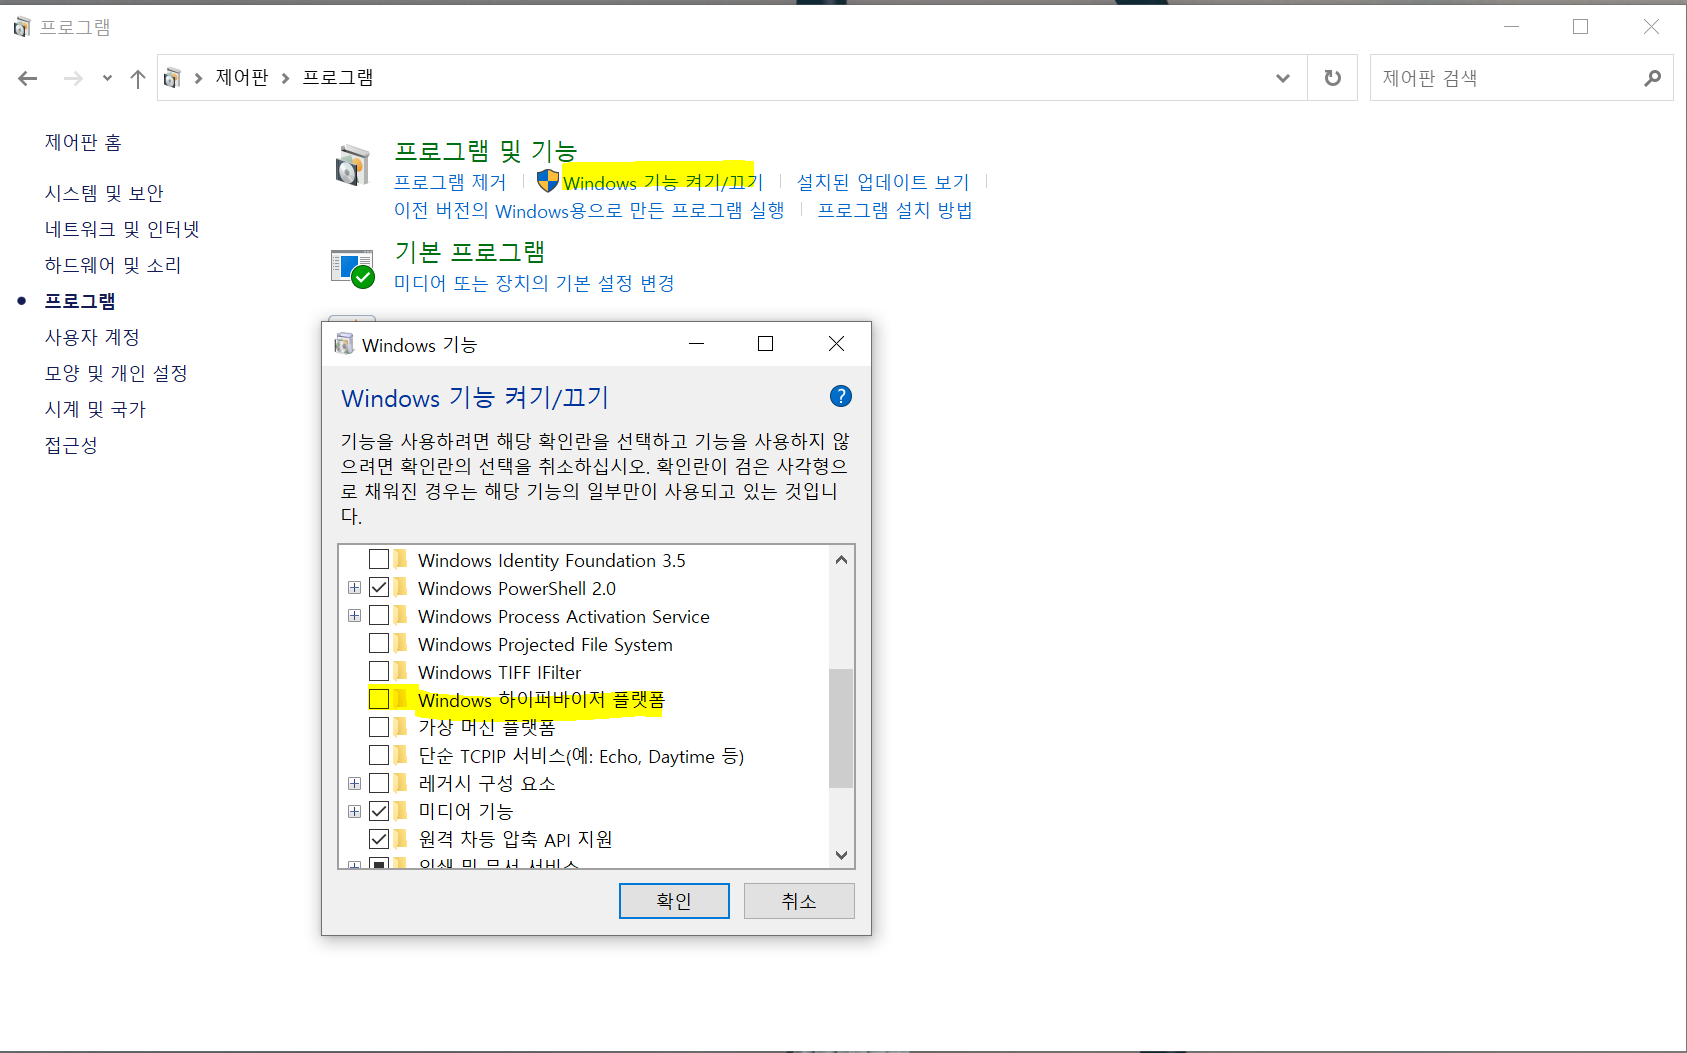 프로그램
제어판 프로그램
제어판 검색
제어판 홈
시스템 및 보안
네트워크 및 인터넷
하드웨어 및 소리
프로그램
사용자 계정
모양 및 개인 설정
시계 및 국가
접근성
프로그램 및 기능
프로그램 제거 Windows 기능 켜기/끄기 설치된 업데이트 보기
이전 버전의 Windows용으로 만든 프로그램 실행 프로그램 설치 방법
기본 프로그램
미디어 또는 장치의 기본 설정 변경
Windows 기능
Windows 기능 켜기/끄기
기능을 사용하려면 해당 확인란을 선택하고 기능을 사용하지 않
으려면 확인란의 선택을 취소하십시오. 확인란이 검은 사각형으
로 채워진 경우는 해당 기능의 일부만이 사용되고 있는 것입니
다.
Windows Identity Foundation 3.5
Windows PowerShell 2.0
Windows Process Activation Service
Windows Projected File System
Windows TIFF IFilter
Windows 하이퍼바이저 플랫폼
가상 머신 플랫폼
단순 TCPIP 서비스(예: Echo, Daytime 등)
레거시 구성 요소
미디어 기능
원격 차등 압축 API 지원
인쇄 및 문서 서비스
확인 취소